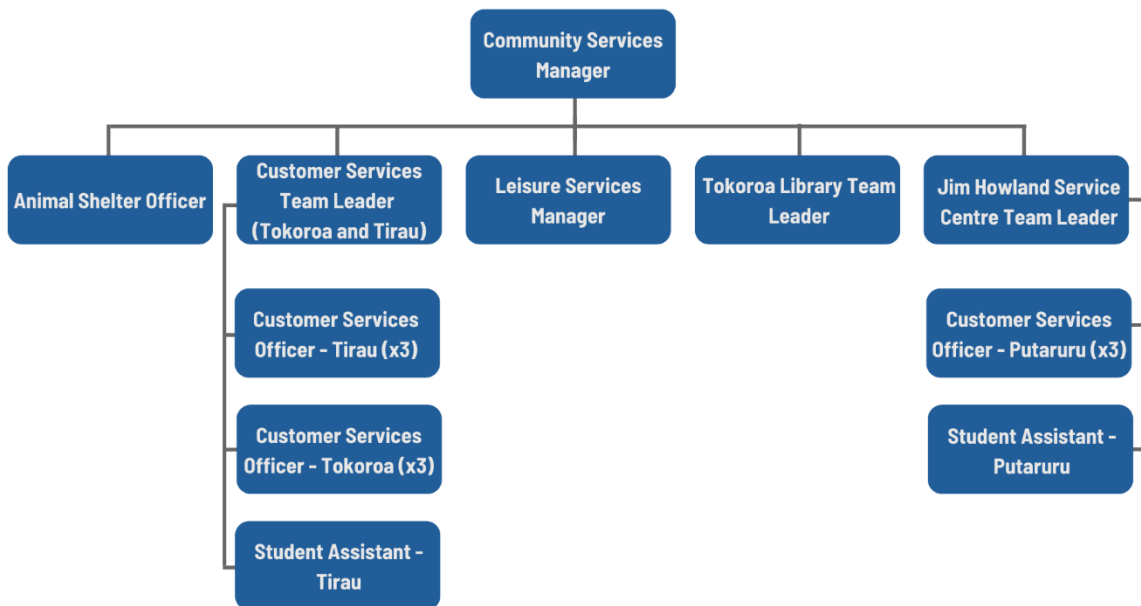 Community Services
Manager
Animal Shelter Officer
Customer Services
Team Leader
(Tokoroa and Tirau)
Leisure Services
Manager
Tokoroa Library Team
Leader
Jim Howland Service
Centre Team Leader
Customer Services
Officer - Tirau (x3)
Customer Services
Officer - Tokoroa (x3)
Student Assistant -
Tirau
Customer Services
Officer - Putaruru (x3)
Student Assistant -
Putaruru